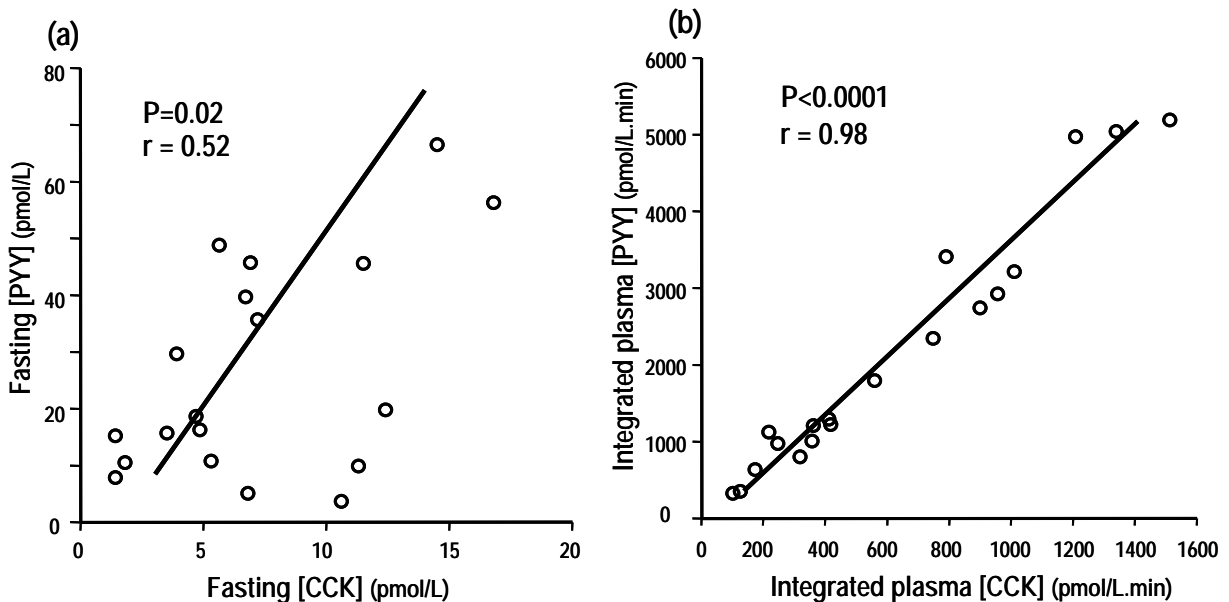 (a)
80
60
40
20
0
Fasting [PYY] (pmol/L)
P=0.02
r = 0.52
0 5 10 15 20
Fasting [CCK] (pmol/L)
(b)
6000
5000
4000
3000
2000
1000
0
Integrated plasma [PYY] (pmol/L.min)
P<0.0001
r = 0.98
0 200 400 600 800 1000 1200 1400 1600
Integrated plasma [CCK] (pmol/L.min)